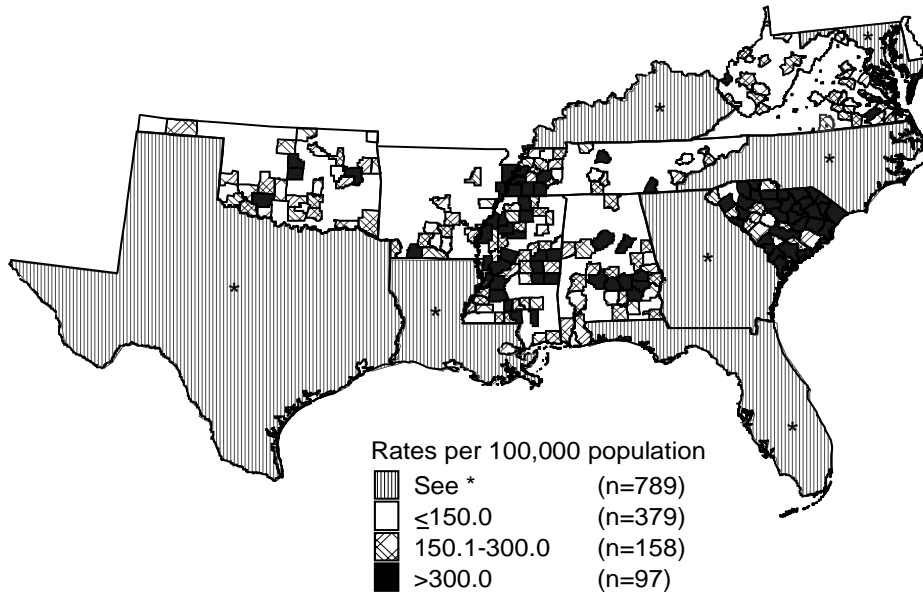 *
*
*
*
*
*
*
Rates per 100,000 population
See * (n=789)
≤150.0 (n=379)
150.1-300.0 (n=158)
>300.0 (n=97)